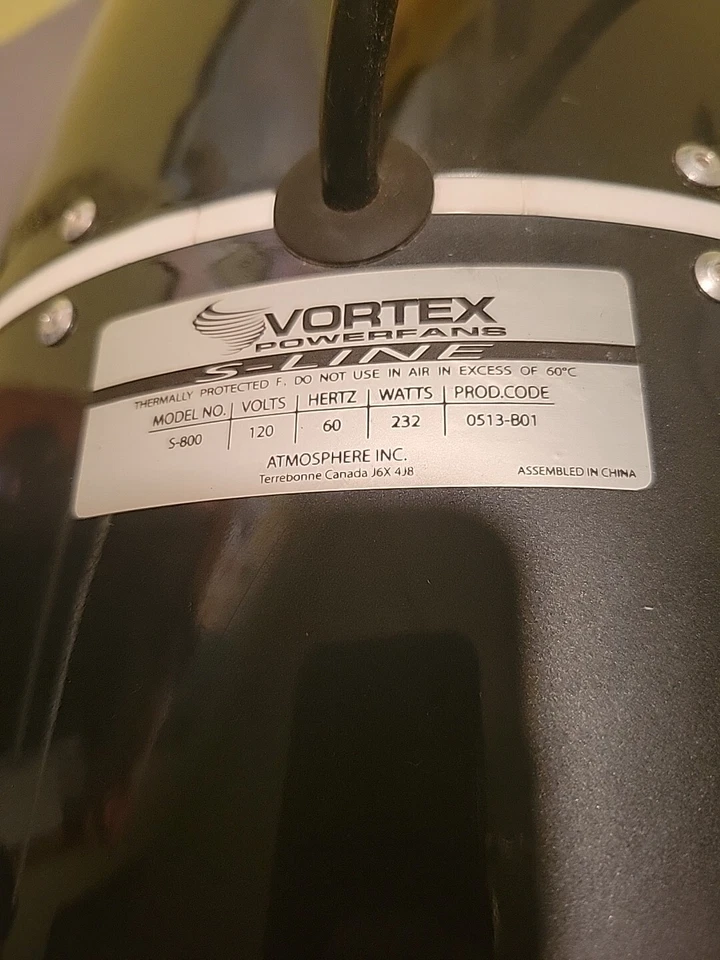 VORTEX
POWERFANS
S-LINE
THERMALLY PROTECTED F. DO NOT USE IN AIR IN EXCESS OF 60°C
MODEL NO. VOLTS HERTZ WATTS PROD.CODE
S-800 120 60 232 0513-B01
ATMOSPHERE INC.
Terrebonne Canada J6X 4J8
ASSEMBLED IN CHINA